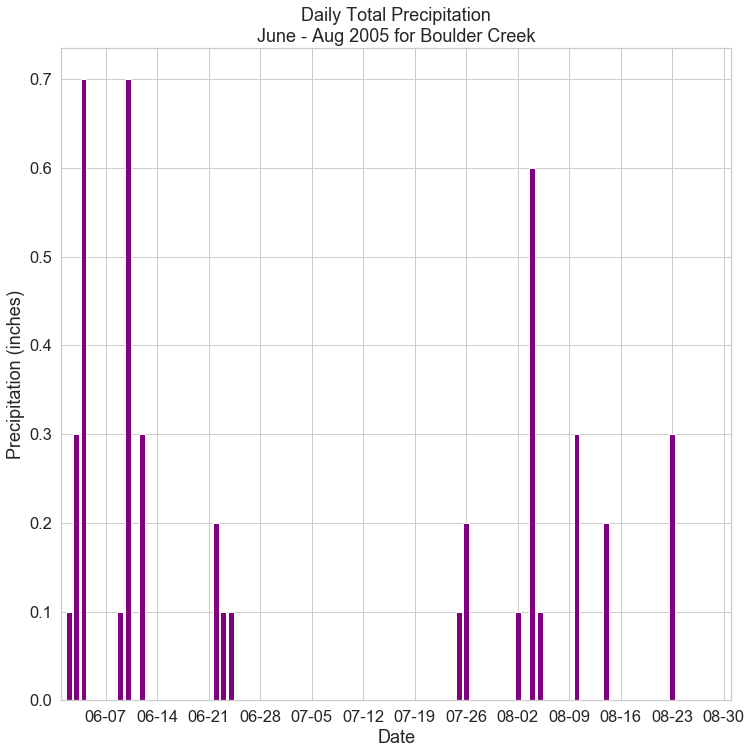 Daily Total Precipitation
June - Aug 2005 for Boulder Creek
Precipitation (inches)
0.7
0.6
0.5
0.4
0.3
0.2
0.1
0.0
06-07 06-14 06-21 06-28 07-05 07-12 07-19 07-26 08-02 08-09 08-16 08-23 08-30
Date